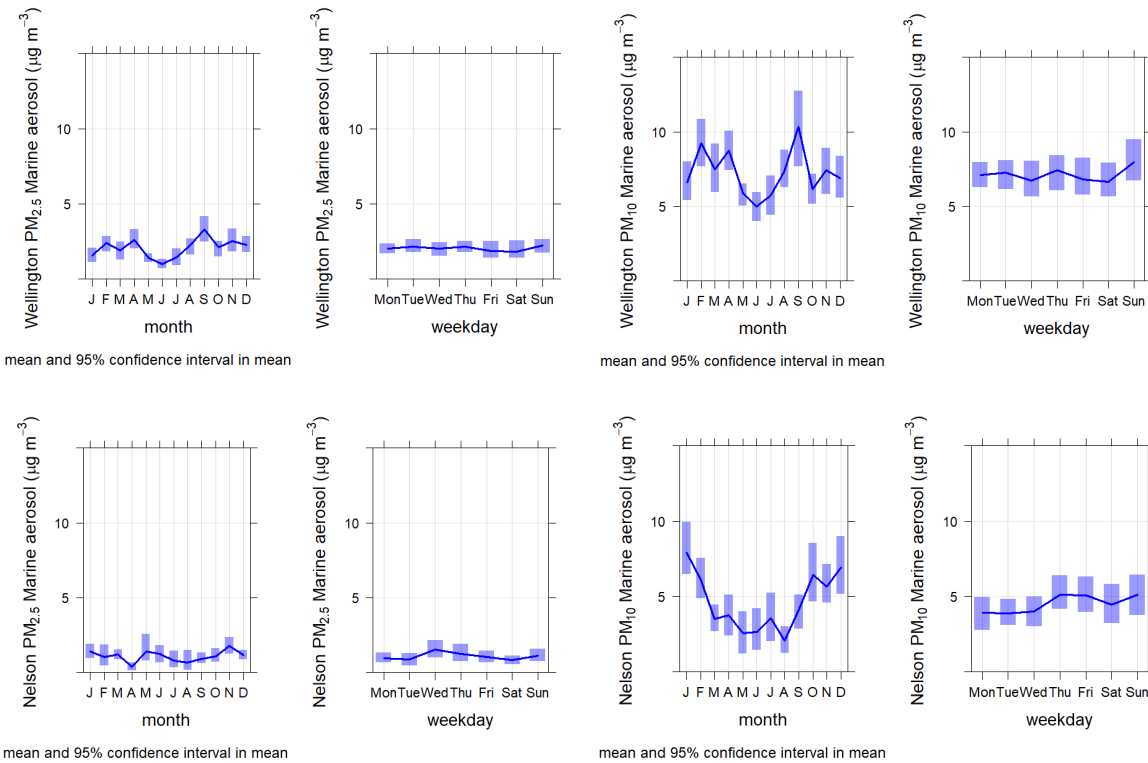 Wellington PM2.5 Marine aerosol (µg m−3)
10
5
J F M A M J J A S O N D
month
Wellington PM2.5 Marine aerosol (µg m−3)
10
5
Mon Tue Wed Thu Fri Sat Sun
weekday
mean and 95% confidence interval in mean
Wellington PM10 Marine aerosol (µg m−3)
10
5
J F M A M J J A S O N D
month
Wellington PM10 Marine aerosol (µg m−3)
10
5
Mon Tue Wed Thu Fri Sat Sun
weekday
mean and 95% confidence interval in mean
Nelson PM2.5 Marine aerosol (µg m−3)
10
5
J F M A M J J A S O N D
month
Nelson PM2.5 Marine aerosol (µg m−3)
10
5
Mon Tue Wed Thu Fri Sat Sun
weekday
mean and 95% confidence interval in mean
Nelson PM10 Marine aerosol (µg m−3)
10
5
J F M A M J J A S O N D
month
Nelson PM10 Marine aerosol (µg m−3)
10
5
Mon Tue Wed Thu Fri Sat Sun
weekday
mean and 95% confidence interval in mean